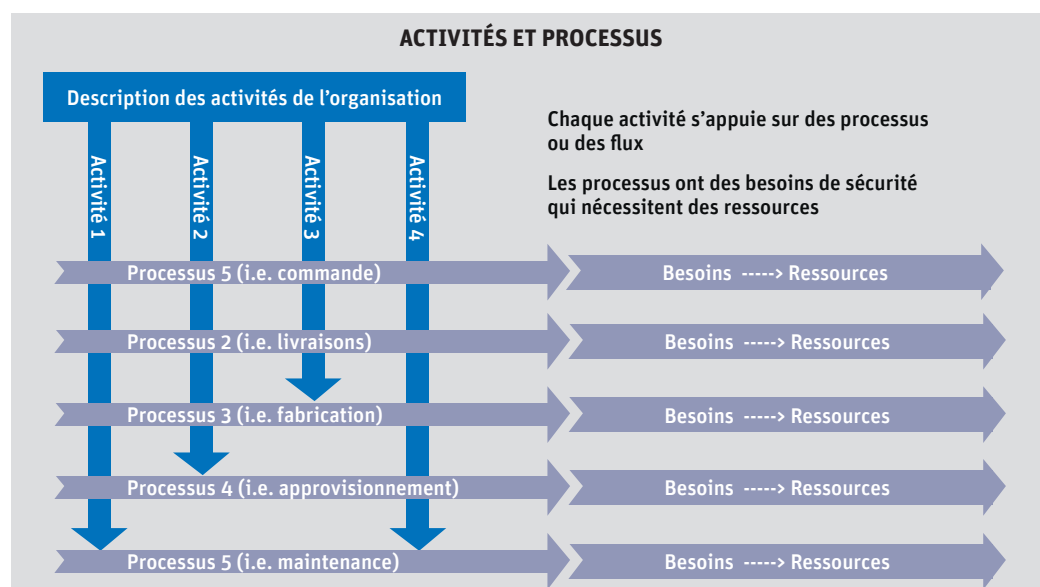 ACTIVITÉS ET PROCESSUS
Description des activités de l'organisation
Chaque activité s'appuie sur des processus
ou des flux
Les processus ont des besoins de sécurité
qui nécessitent des ressources
Activité 1
Activité 2
Activité 3
Activité 4
Processus 5 (i.e. commande)
Besoins -----> Ressources
Processus 2 (i.e. livraisons)
Besoins -----> Ressources
Processus 3 (i.e. fabrication)
Besoins -----> Ressources
Processus 4 (i.e. approvisionnement)
Besoins -----> Ressources
Processus 5 (i.e. maintenance)
Besoins -----> Ressources